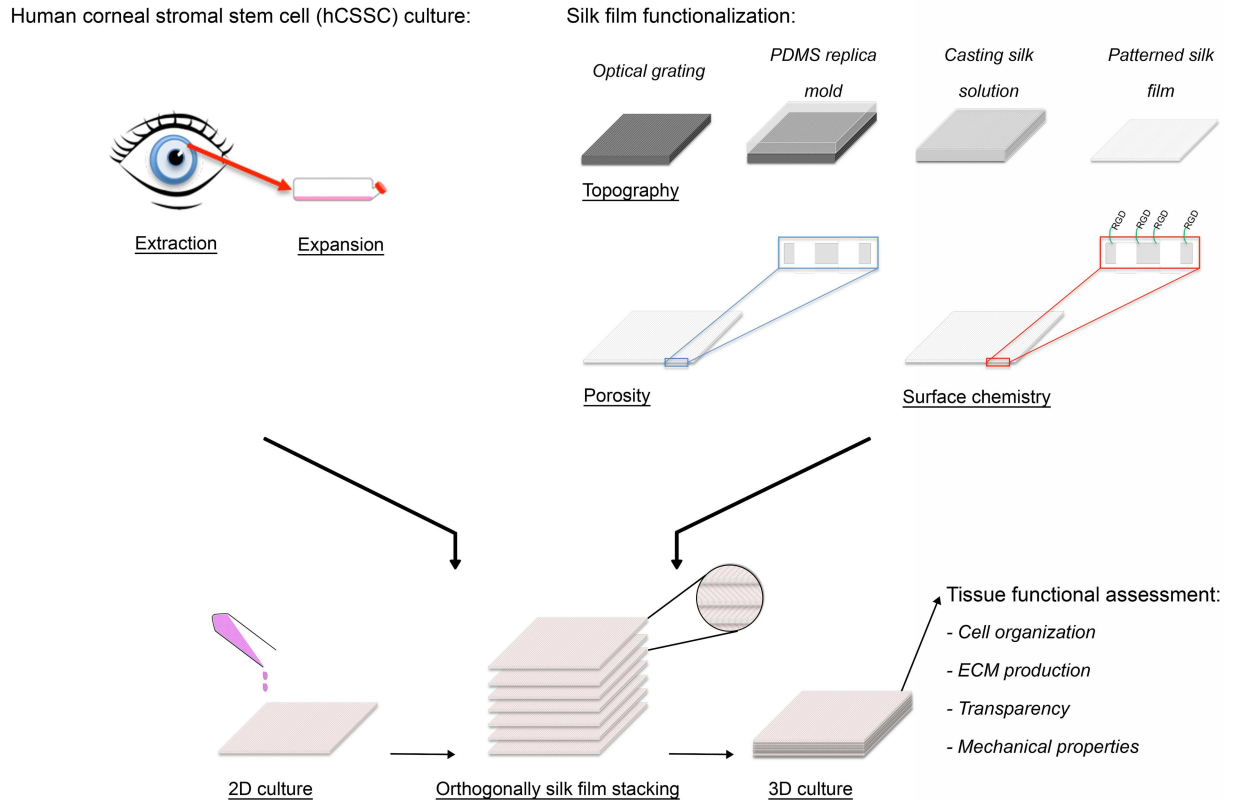 Human corneal stromal stem cell (hCSSC) culture:
Extraction
Expansion
Silk film functionalization:
Optical grating
PDMS replica
mold
Casting silk
solution
Patterned silk
film
Topography
RGD
RGD
RGD
RGD
Porosity
Surface chemistry
2D culture
Orthogonally silk film stacking
3D culture
Tissue functional assessment:
- Cell organization
- ECM production
- Transparency
- Mechanical properties